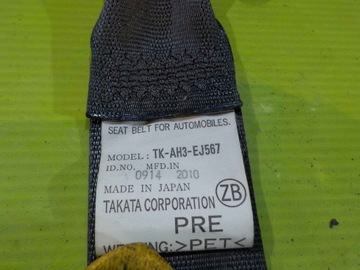 SEAT BELT FOR AUTOMOBILES.
MODEL: TK-AH3-EJ567
ID.NO. MFD.IN
0914 2010
MADE IN JAPAN
TAKATA CORPORATION ZB
PRE
WEBBING:>PET<